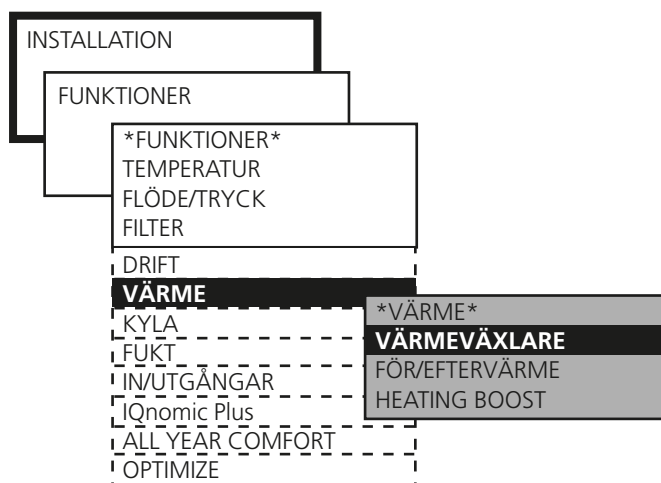 INSTALLATION
FUNKTIONER
*FUNKTIONER*
TEMPERATUR
FLÖDE/TRYCK
FILTER
DRIFT
VÄRME
KYLA
FUKT
IN/UTGÅNGAR
IQnomic Plus
ALL YEAR COMFORT
OPTIMIZE
*VÄRME*
VÄRMEVÄXLARE
FÖR/EFTERVÄRME
HEATING BOOST